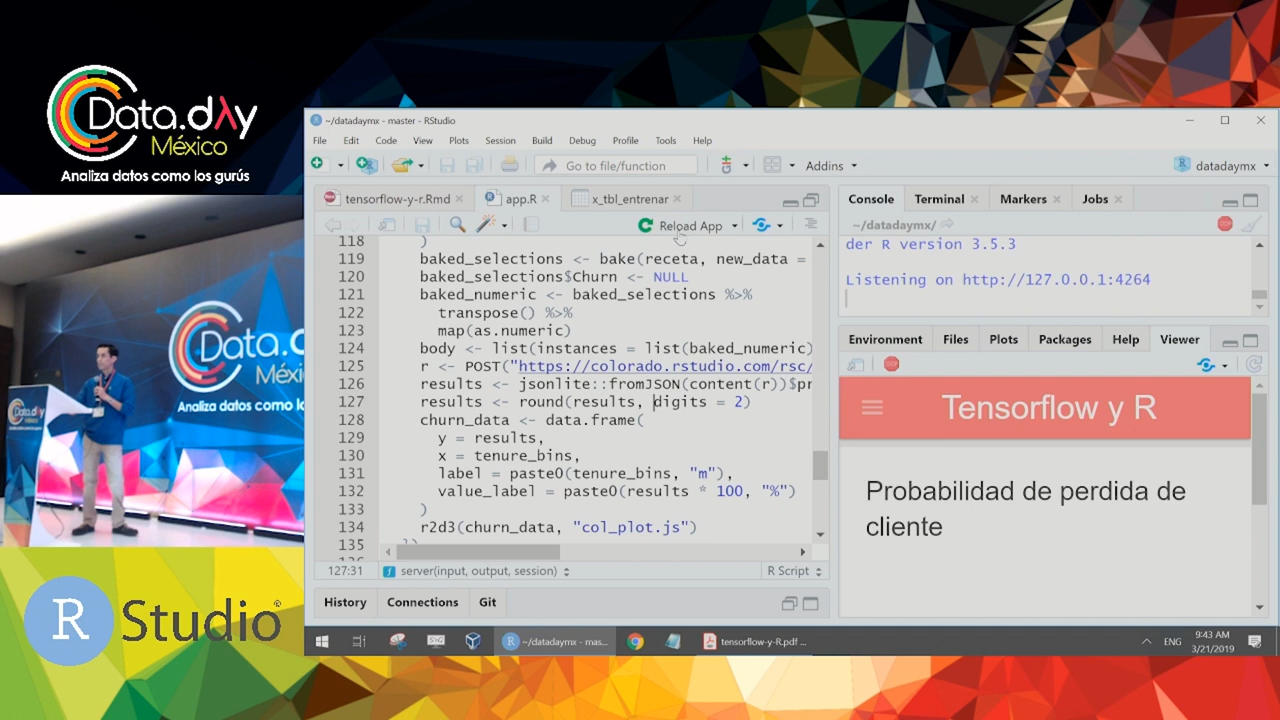 Data.dλy
México
Analiza datos como los gurús
~/datadaymx - master - RStudio
File Edit Code View Plots Session Build Debug Profile Tools Help
Go to file/function
Addins
datadaymx
tensorflow-y-r.Rmd
app.R
x_tbl_entrenar
Reload App
118 )
119 baked_selections <- bake(receta, new_data =
120 baked_selections$Churn <- NULL
121 baked_numeric <- baked_selections %>%
122 transpose() %>%
123 map(as.numeric)
124 body <- list(instances = list(baked_numeric)
125 r <- POST("https://colorado.rstudio.com/rsc/
126 results <- jsonlite::fromJSON(content(r))$pr
127 results <- round(results, digits = 2)
128 churn_data <- data.frame(
129 y = results,
130 x = tenure_bins,
131 label = paste0(tenure_bins, "m"),
132 value_label = paste0(results * 100, "%")
133 )
134 r2d3(churn_data, "col_plot.js")
135 })
127:31 server(input, output, session) R Script
History Connections Git
Console Terminal Markers Jobs
~/datadaymx/
der R version 3.5.3
Listening on http://127.0.0.1:4264
Environment Files Plots Packages Help Viewer
Tensorflow y R
Probabilidad de perdida de
cliente
Data.d
Méxi
Analiza datos como lo
R Studio®
~/datadaymx - mas...
tensorflow-y-R.pdf ...
ENG
9:43 AM
3/21/2019